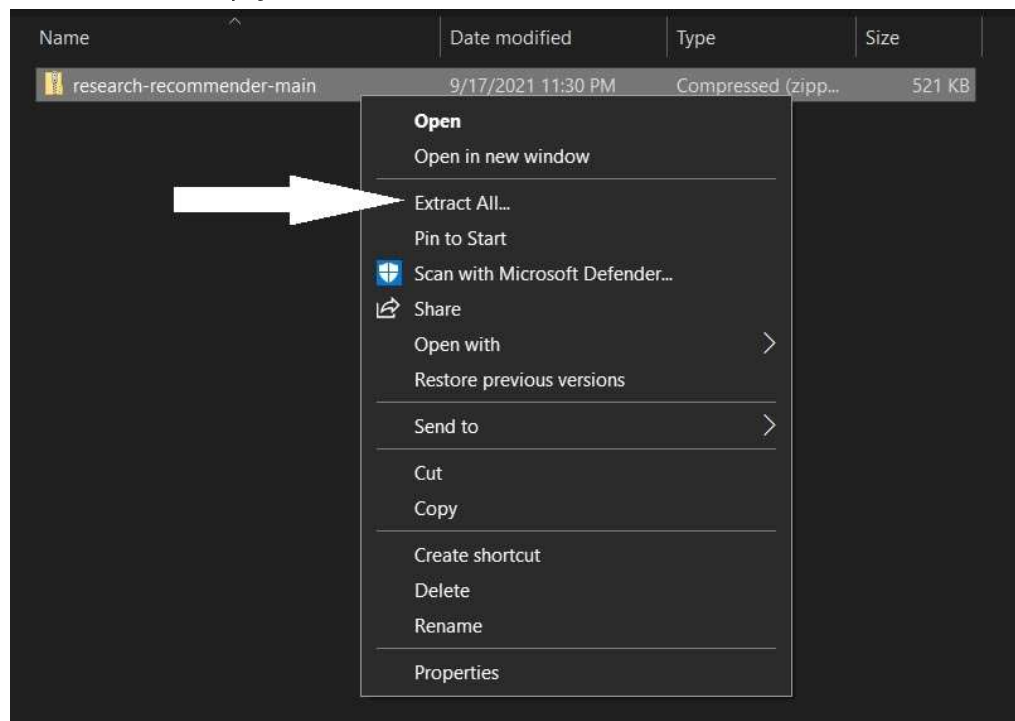 Name Date modified Type Size
research-recommender-main 9/17/2021 11:30 PM Compressed (zipp... 521 KB
Open
Open in new window
Extract All...
Pin to Start
Scan with Microsoft Defender...
Share
Open with
Restore previous versions
Send to
Cut
Copy
Create shortcut
Delete
Rename
Properties